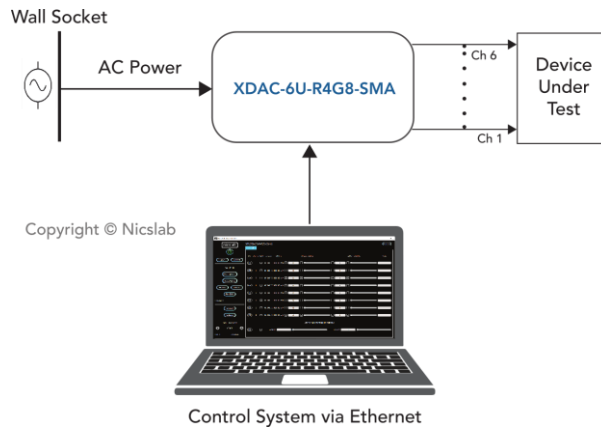 Wall Socket
AC Power
XDAC-6U-R4G8-SMA
Ch 6
Ch 1
Device
Under
Test
Copyright © Nicslab
Control System via Ethernet